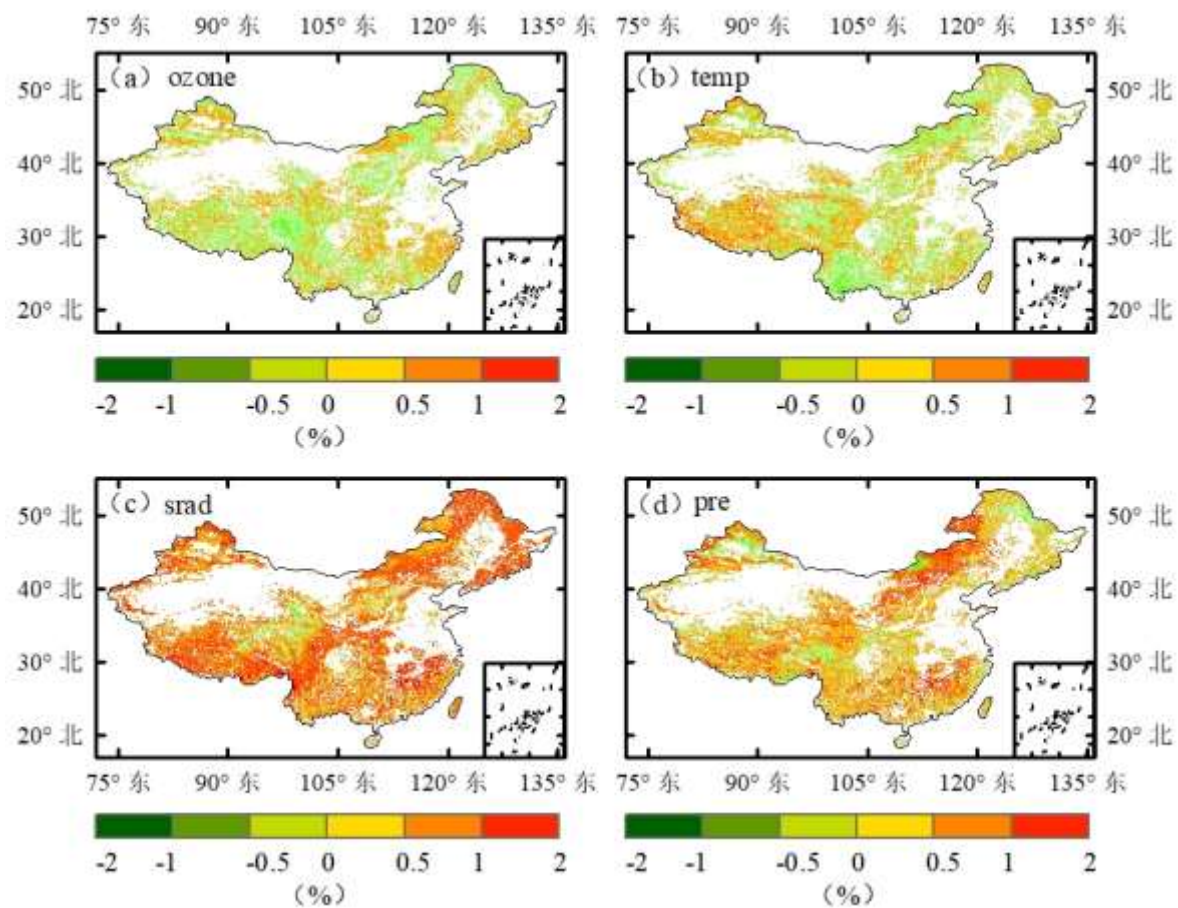 75° 东 90° 东 105° 东 120° 东 135° 东 75° 东 90° 东 105° 东 120° 东 135° 东
（a）ozone （b）temp
50° 北 50° 北
40° 北 40° 北
30° 北 30° 北
20° 北 20° 北
-2 -1 -0.5 0 0.5 1 2 -2 -1 -0.5 0 0.5 1 2
（%） （%）
（c）srad （d）pre
50° 北 50° 北
40° 北 40° 北
30° 北 30° 北
20° 北 20° 北
75° 东 90° 东 105° 东 120° 东 135° 东 75° 东 90° 东 105° 东 120° 东 135° 东
-2 -1 -0.5 0 0.5 1 2 -2 -1 -0.5 0 0.5 1 2
（%） （%）